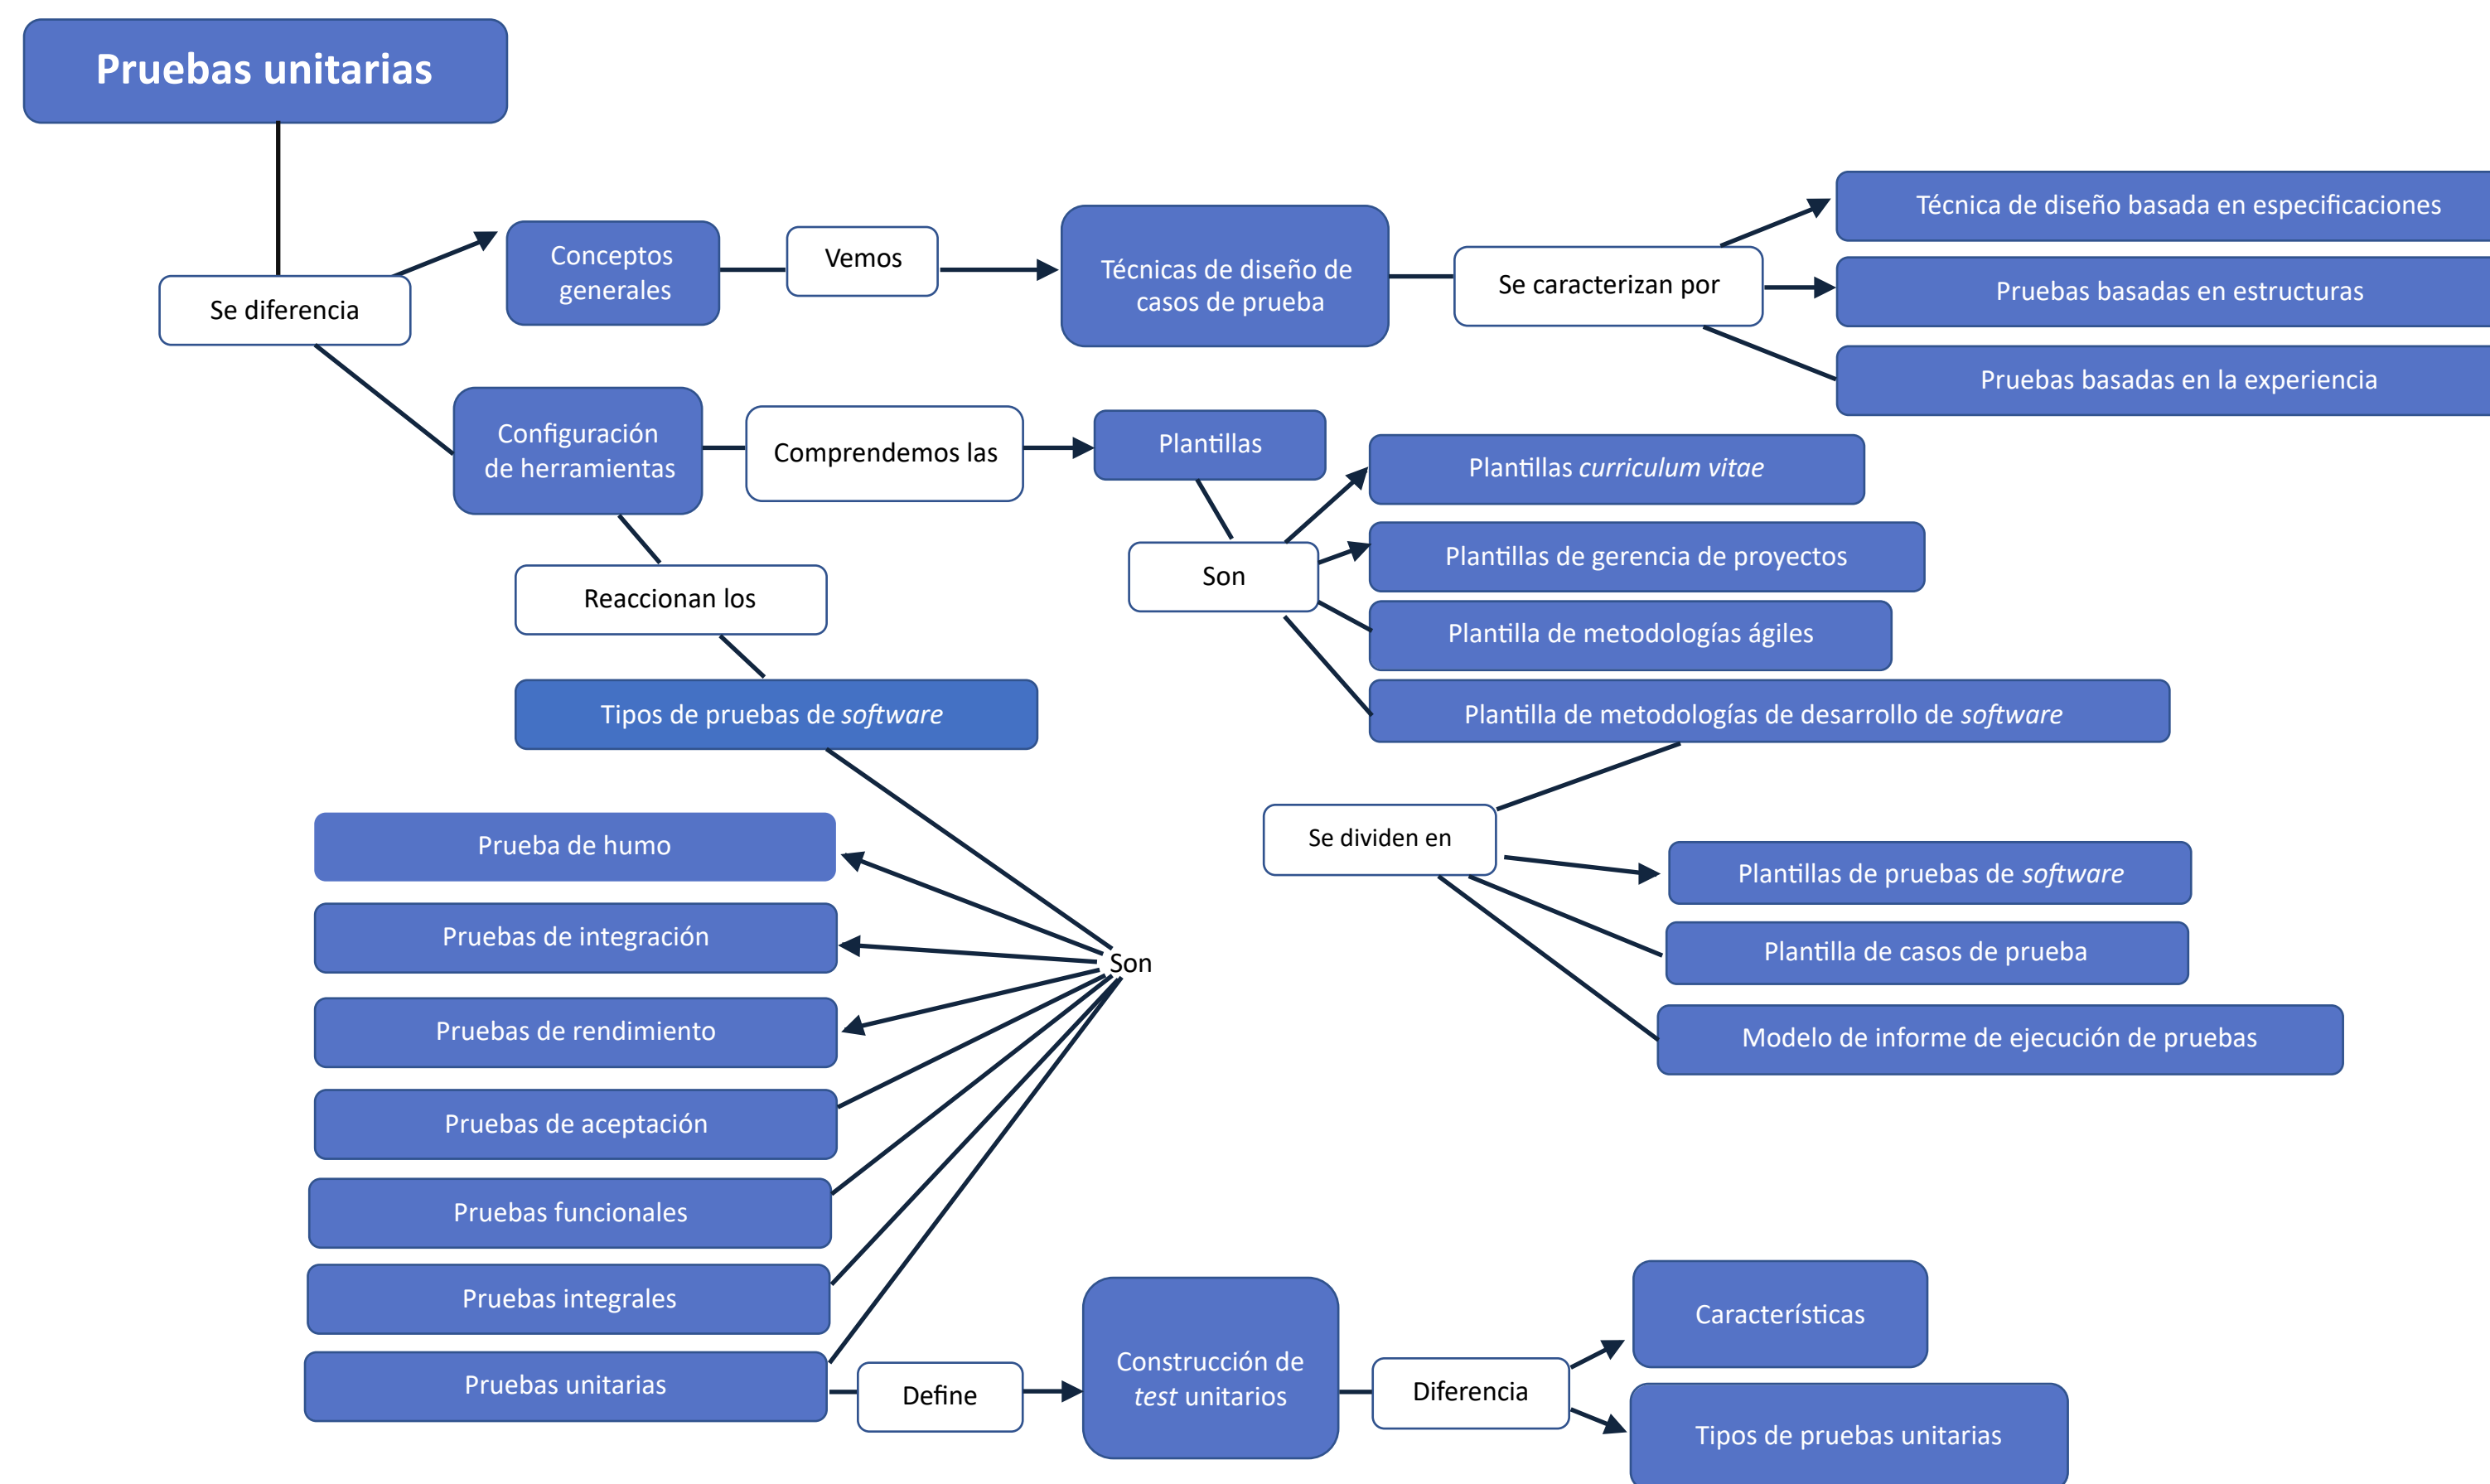 Pruebas unitarias
Se diferencia
Conceptos
generales
Vemos
Técnicas de diseño de
casos de prueba
Se caracterizan por
Técnica de diseño basada en especificaciones
Pruebas basadas en estructuras
Pruebas basadas en la experiencia
Configuración
de herramientas
Comprendemos las
Plantillas
Son
Plantillas curriculum vitae
Plantillas de gerencia de proyectos
Plantilla de metodologías ágiles
Plantilla de metodologías de desarrollo de software
Se dividen en
Plantillas de pruebas de software
Plantilla de casos de prueba
Modelo de informe de ejecución de pruebas
Reaccionan los
Tipos de pruebas de software
Son
Prueba de humo
Pruebas de integración
Pruebas de rendimiento
Pruebas de aceptación
Pruebas funcionales
Pruebas integrales
Pruebas unitarias
Define
Construcción de
test unitarios
Diferencia
Caracterísficas
Tipos de pruebas unitarias